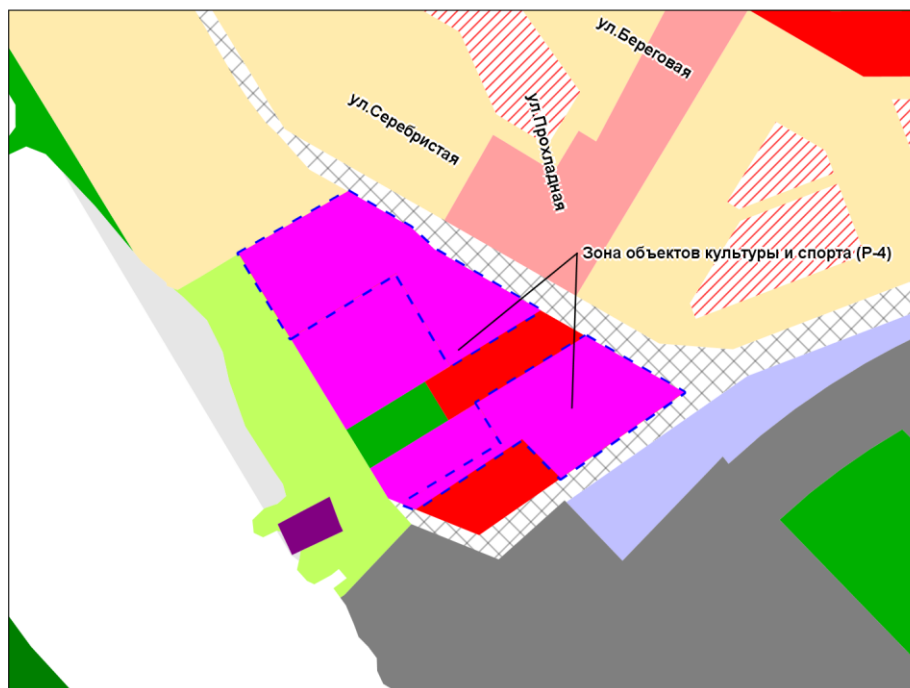 ул.Береговая
ул.Серебристая
ул.Прохладная
Зона объектов культуры и спорта (Р-4)